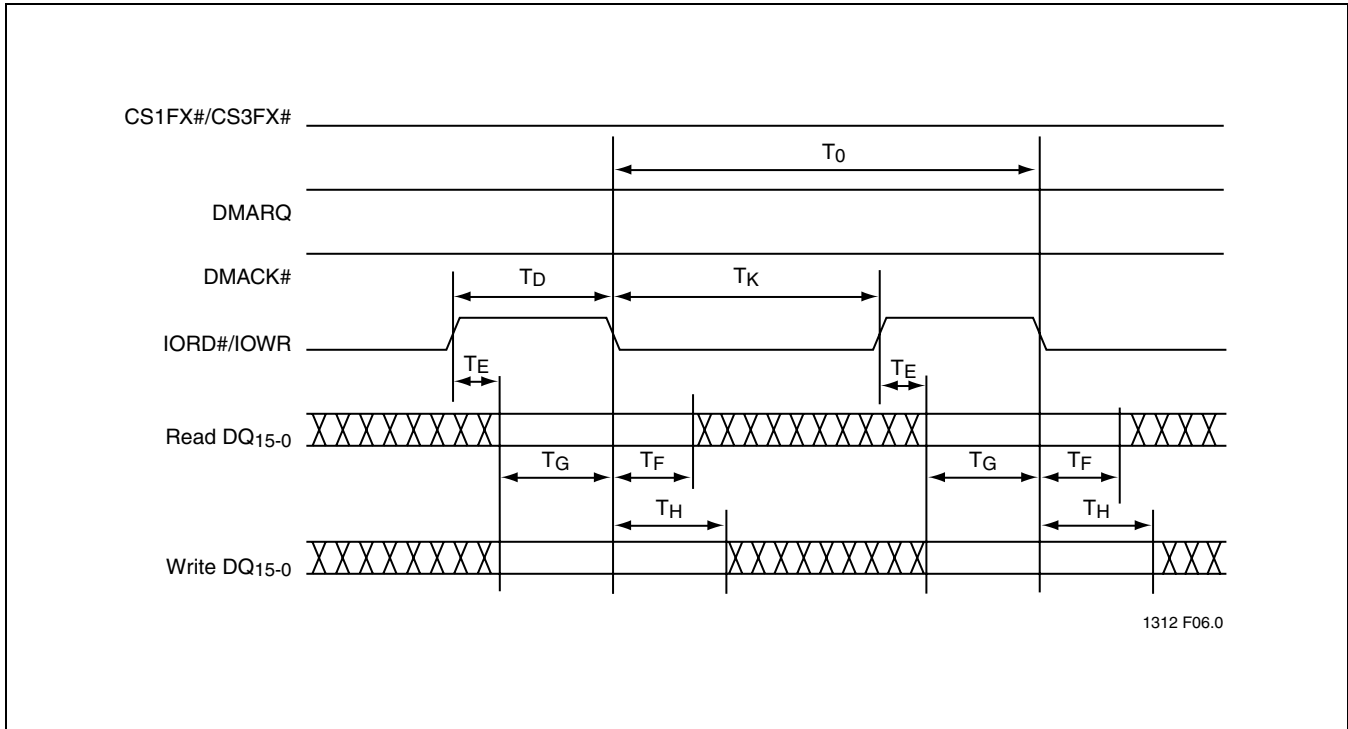 CS1FX#/CS3FX#
T0
DMARQ
DMACK#
TD
TK
IORD#/IOWR
TE
TE
Read DQ15-0
TG
TF
TG
TF
TH
TH
Write DQ15-0
1312 F06.0